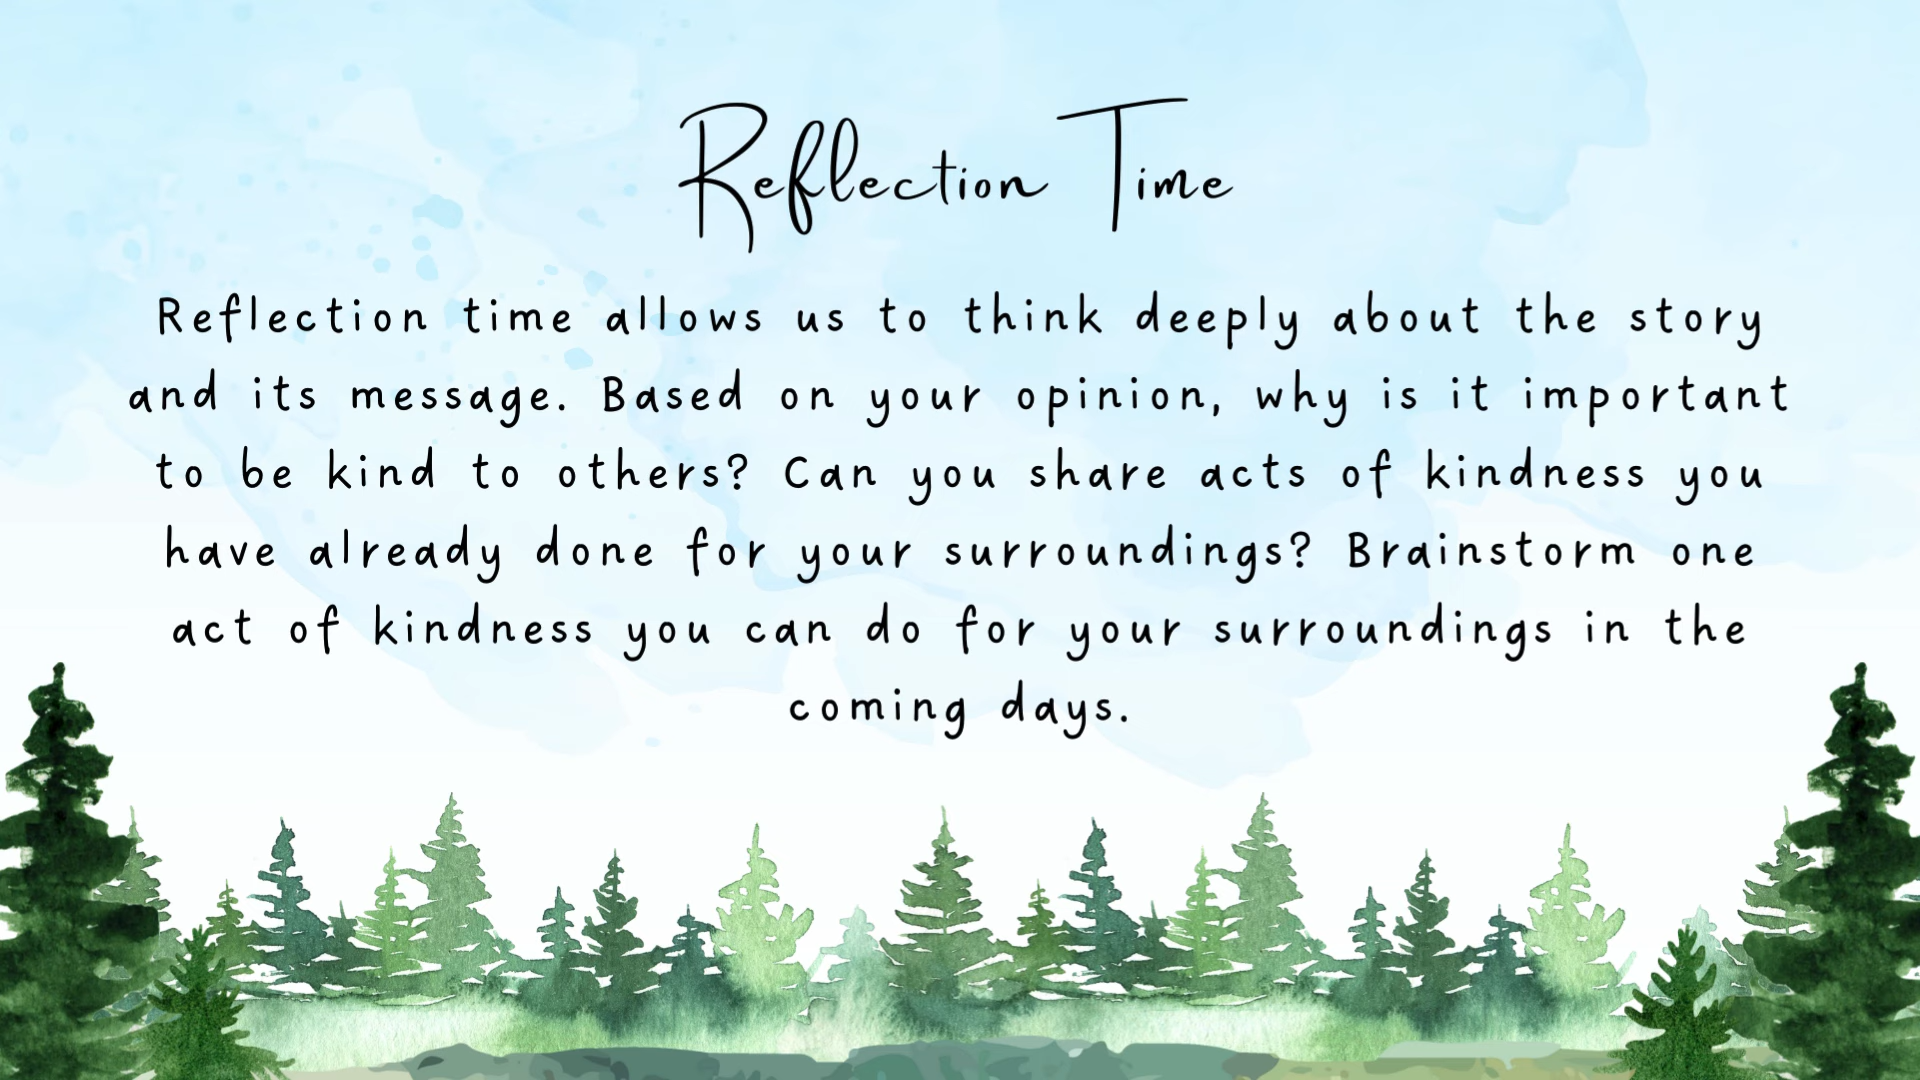 Reflection Time
Reflection time allows us to think deeply about the story
and its message. Based on your opinion, why is it important
to be kind to others? Can you share acts of kindness you
have already done for your surroundings? Brainstorm one
act of kindness you can do for your surroundings in the
coming days.